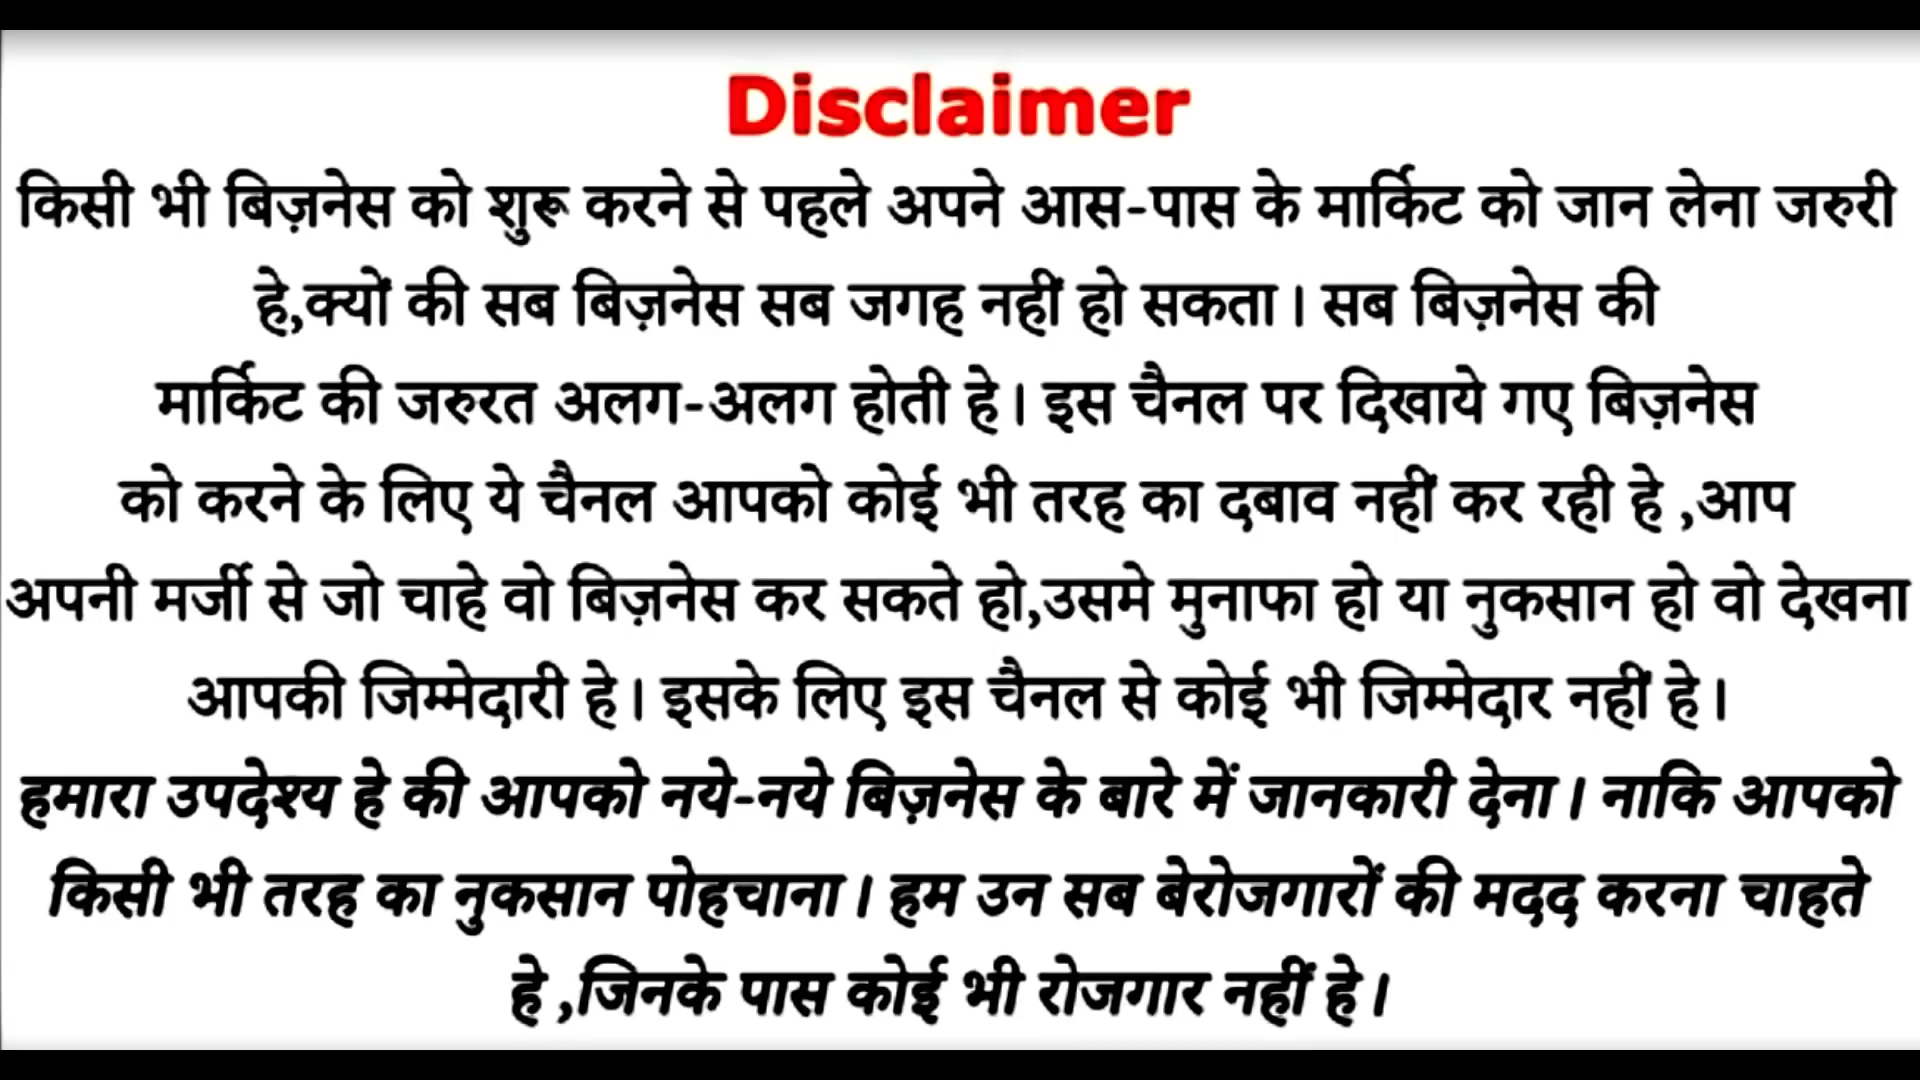 Disclaimer
किसी भी बिज़नेस को शुरू करने से पहले अपने आस-पास के मार्किट को जान लेना जरुरी
हे,क्यों की सब बिज़नेस सब जगह नहीं हो सकता। सब बिज़नेस की
मार्किट की जरुरत अलग-अलग होती हे। इस चैनल पर दिखाये गए बिज़नेस
को करने के लिए ये चैनल आपको कोई भी तरह का दबाव नहीं कर रही हे ,आप
अपनी मर्जी से जो चाहे वो बिज़नेस कर सकते हो,उसमे मुनाफा हो या नुकसान हो वो देखना
आपकी जिम्मेदारी हे। इसके लिए इस चैनल से कोई भी जिम्मेदार नहीं हे।
हमारा उपदेश्य हे की आपको नये-नये बिज़नेस के बारे में जानकारी देना। नाकि आपको
किसी भी तरह का नुकसान पोहचाना। हम उन सब बेरोजगारों की मदद करना चाहते
हे ,जिनके पास कोई भी रोजगार नहीं हे।